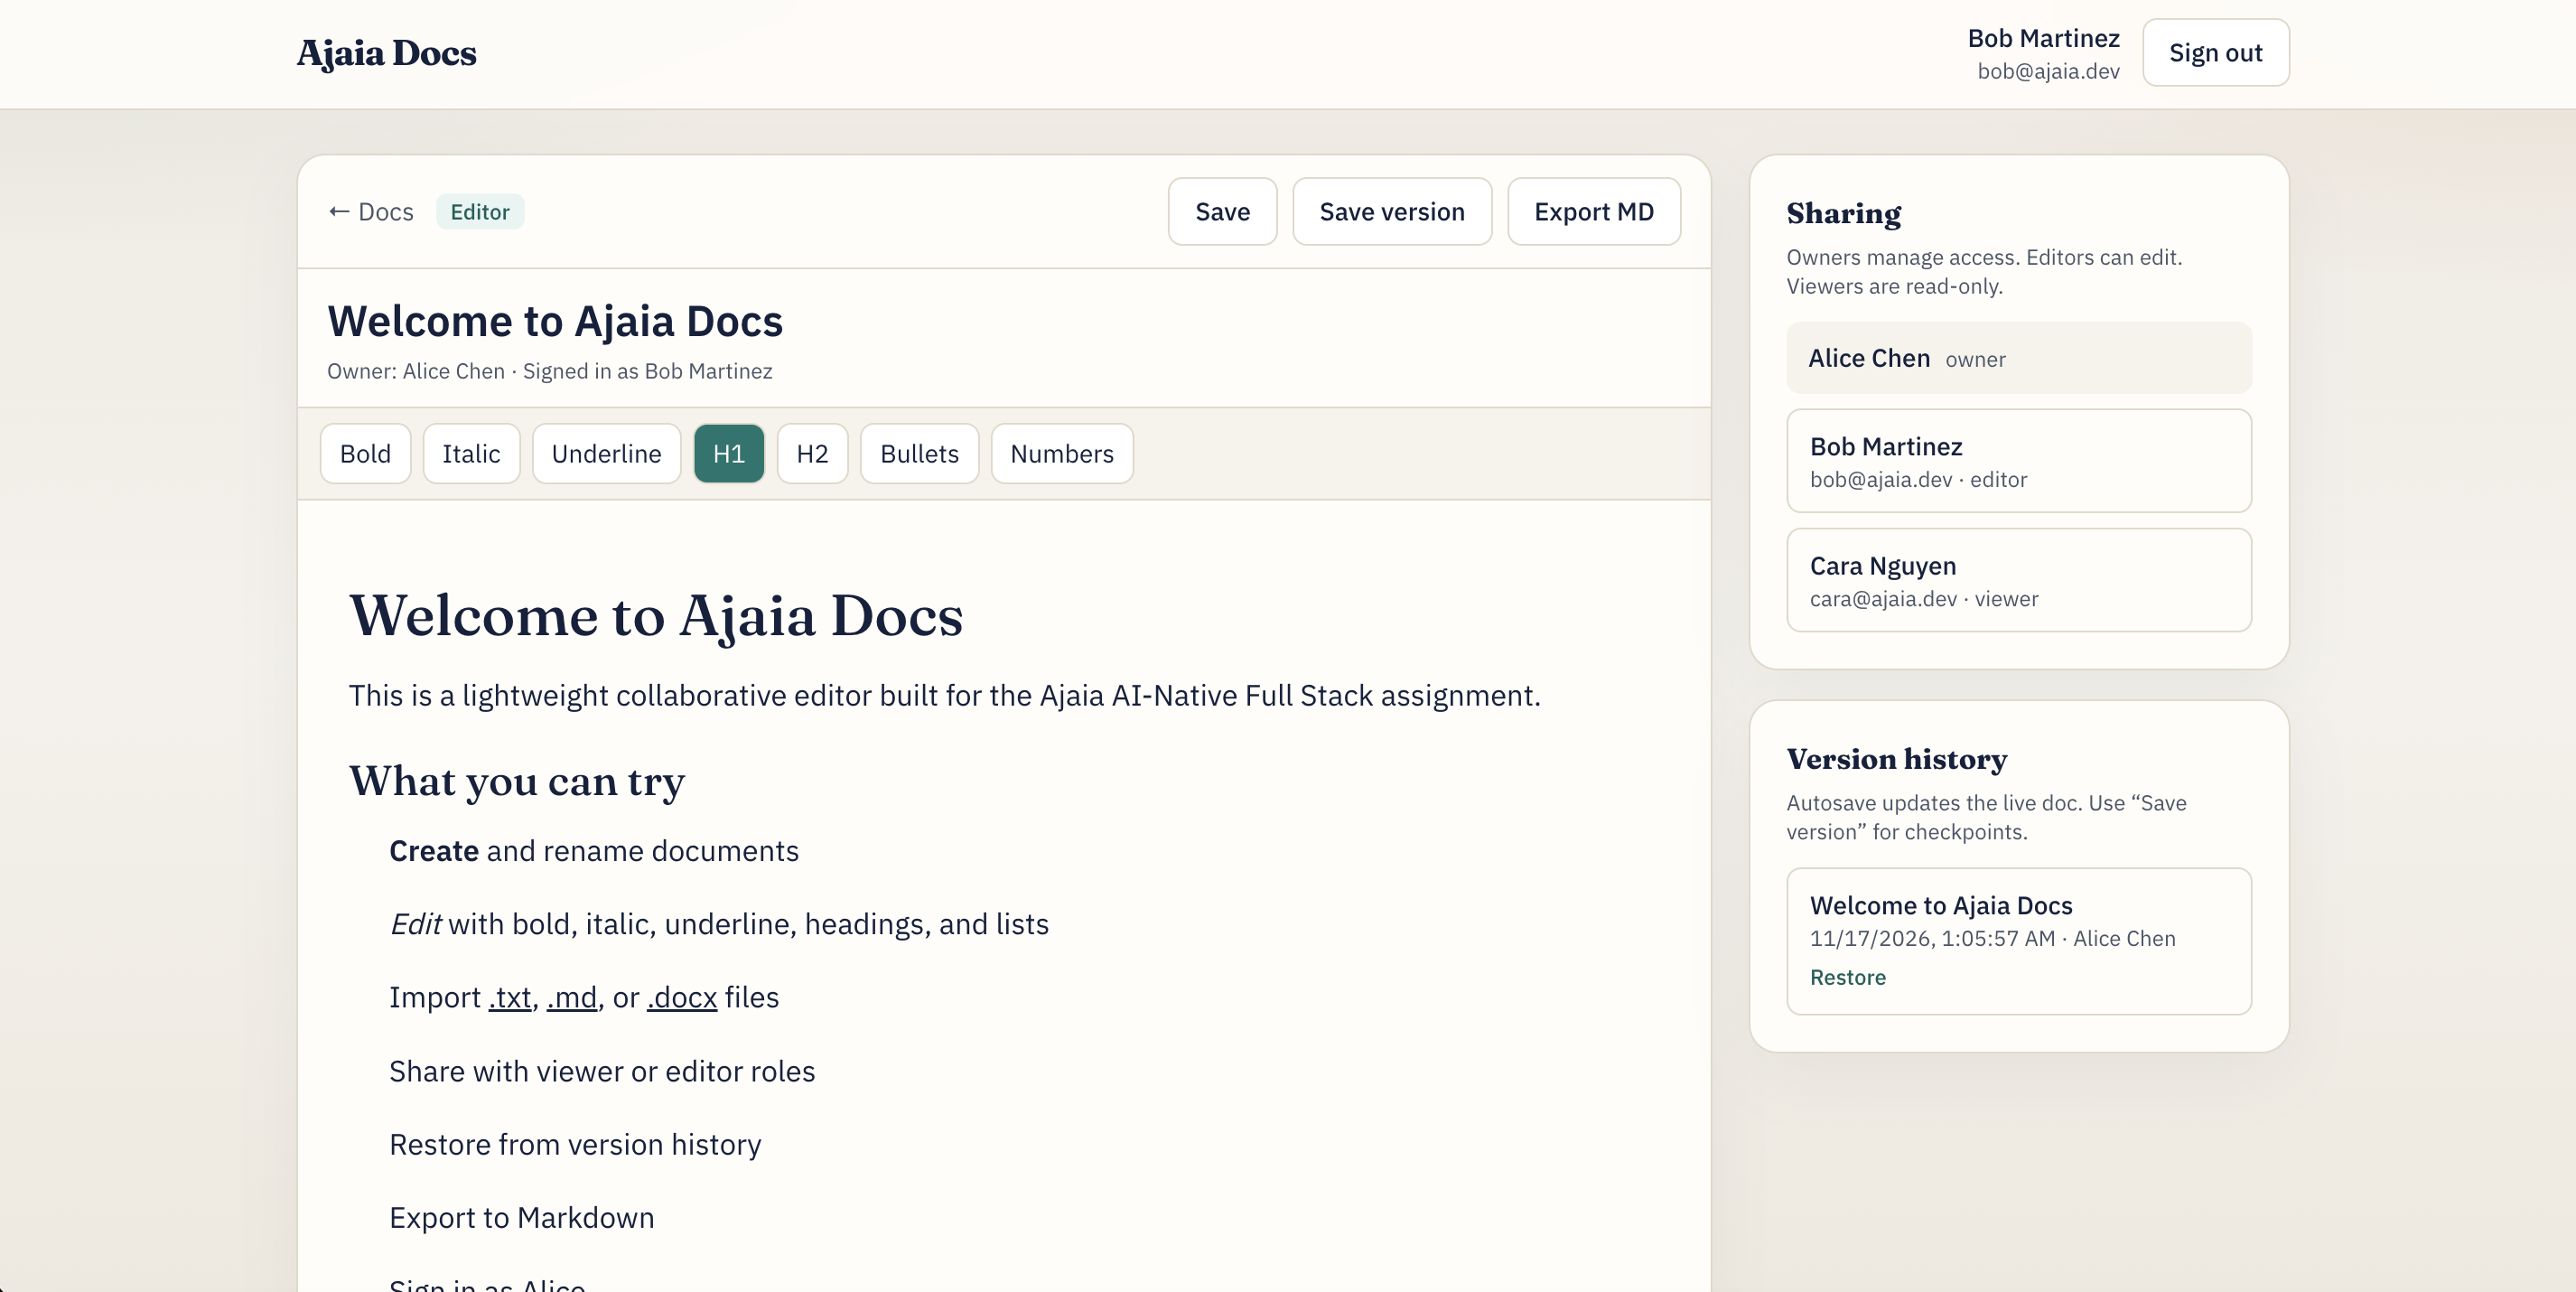 Ajaia Docs
Bob Martinez
bob@ajaia.dev
Sign out
← Docs
Editor
Save
Save version
Export MD
Welcome to Ajaia Docs
Owner: Alice Chen · Signed in as Bob Martinez
Bold
Italic
Underline
H1
H2
Bullets
Numbers
Welcome to Ajaia Docs
This is a lightweight collaborative editor built for the Ajaia AI-Native Full Stack assignment.
What you can try
Create and rename documents
Edit with bold, italic, underline, headings, and lists
Import .txt, .md, or .docx files
Share with viewer or editor roles
Restore from version history
Export to Markdown
Sign in as Alice
Sharing
Owners manage access. Editors can edit.
Viewers are read-only.
Alice Chen owner
Bob Martinez
bob@ajaia.dev · editor
Cara Nguyen
cara@ajaia.dev · viewer
Version history
Autosave updates the live doc. Use “Save
version” for checkpoints.
Welcome to Ajaia Docs
11/17/2026, 1:05:57 AM · Alice Chen
Restore